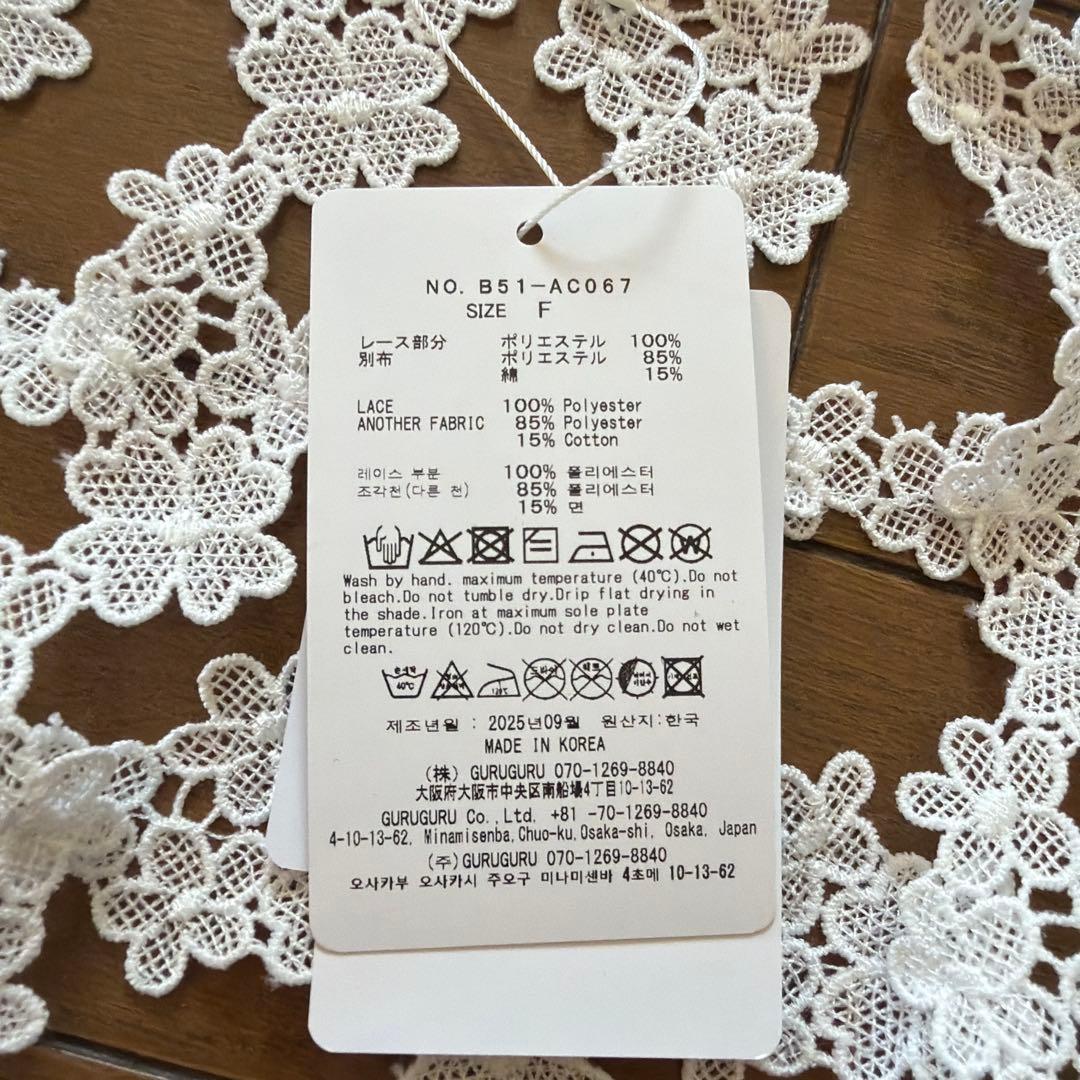 NO. B51-AC067
SIZE F
レース部分 ポリエステル 100%
別布 ポリエステル 85%
綿 15%
LACE 100% Polyester
ANOTHER FABRIC 85% Polyester
15% Cotton
레이스 부분 100% 폴리에스터
조각천(다른 천) 85% 폴리에스터
15% 면
W
Wash by hand. maximum temperature (40℃).Do not
bleach.Do not tumble dry.Drip flat drying in
the shade.Iron at maximum sole plate
temperature (120℃).Do not dry clean.Do not wet
clean.
손세탁
40℃ 120℃ 드라이
제조년월 : 2025년09월 원산지:한국
MADE IN KOREA
(株) GURUGURU 070-1269-8840
大阪府大阪市中央区南船場4丁目10-13-62
GURUGURU Co.,Ltd. +81 -70-1269-8840
4-10-13-62, Minamisenba,Chuo-ku,Osaka-shi, Osaka, Japan
(주)GURUGURU 070-1269-8840
오사카부 오사카시 주오구 미나미센바 4초메 10-13-62